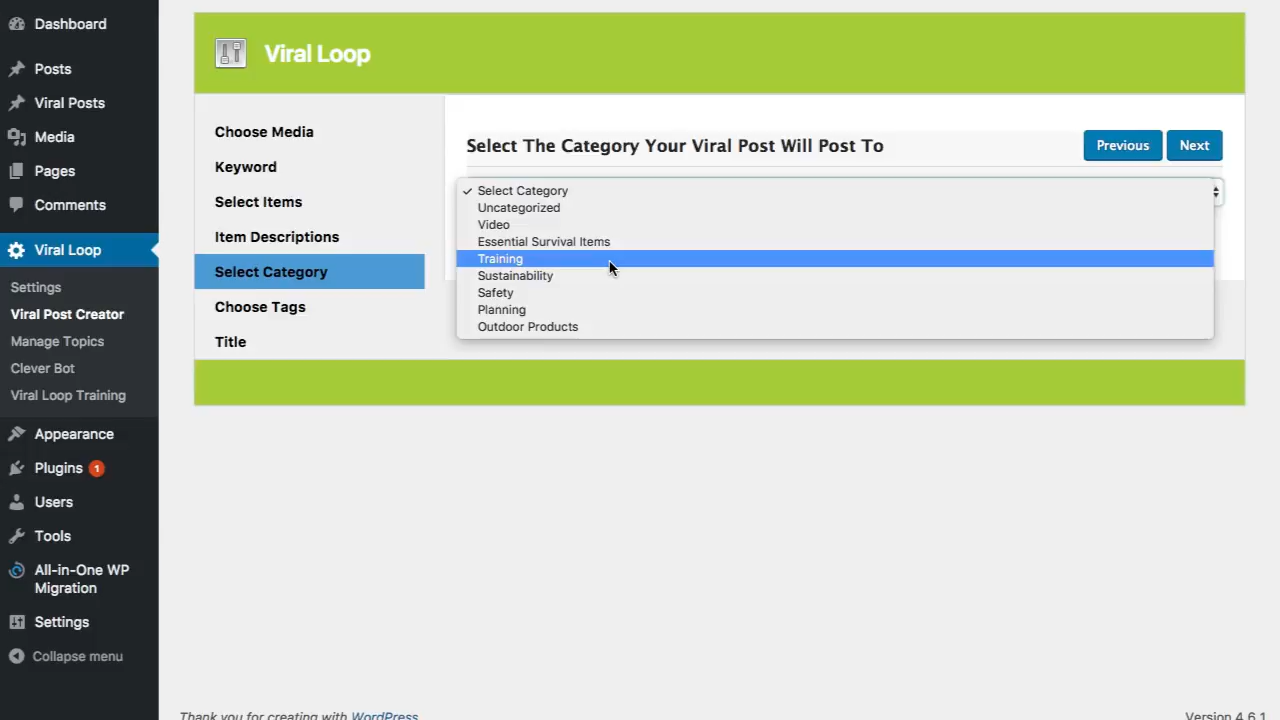 Dashboard
Posts
Viral Posts
Media
Pages
Comments
Viral Loop
Settings
Viral Post Creator
Manage Topics
Clever Bot
Viral Loop Training
Appearance
Plugins 1
Users
Tools
All-in-One WP
Migration
Settings
Collapse menu
Viral Loop
Choose Media
Keyword
Select Items
Item Descriptions
Select Category
Choose Tags
Title
Select The Category Your Viral Post Will Post To
Previous Next
✓ Select Category
Uncategorized
Video
Essential Survival Items
Training
Sustainability
Safety
Planning
Outdoor Products
Thank you for creating with WordPress
Version 4.6.1